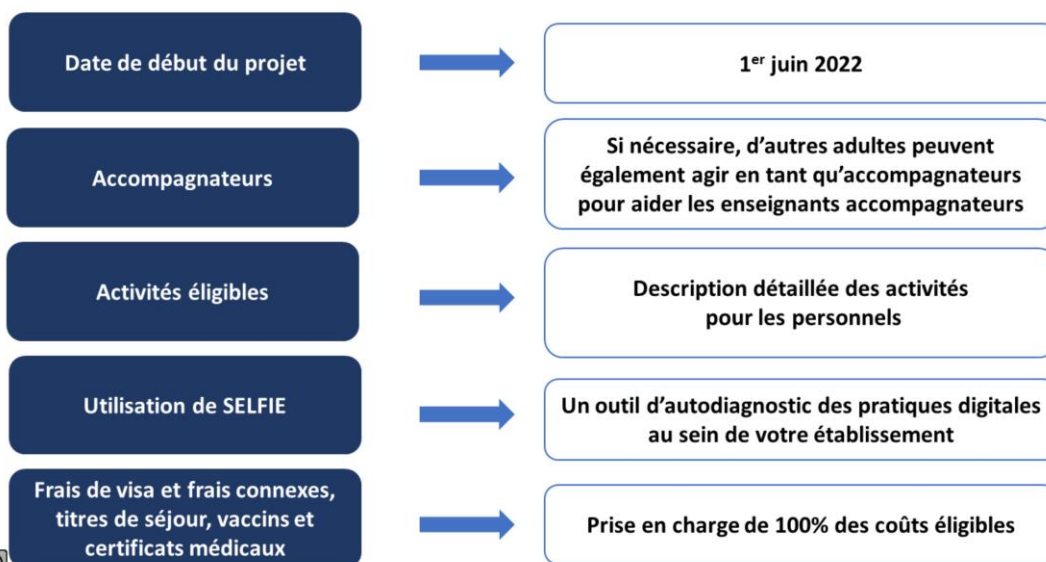 Date de début du projet
1er juin 2022
Accompagnateurs
Si nécessaire, d’autres adultes peuvent
également agir en tant qu’accompagnateurs
pour aider les enseignants accompagnateurs
Activités éligibles
Description détaillée des activités
pour les personnels
Utilisation de SELFIE
Un outil d’autodiagnostic des pratiques digitales
au sein de votre établissement
Frais de visa et frais connexes,
titres de séjour, vaccins et
certificats médicaux
Prise en charge de 100% des coûts éligibles